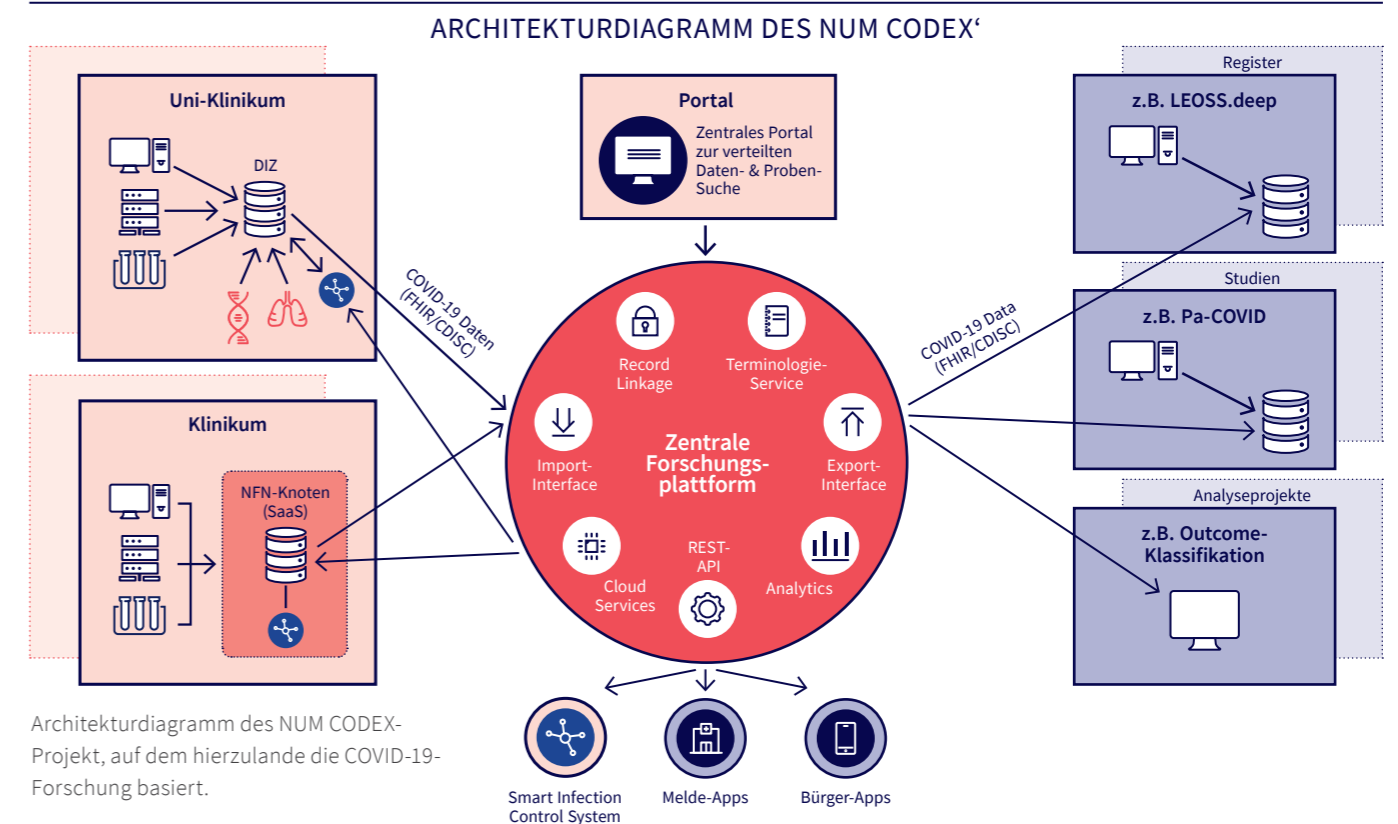 ARCHITEKTURDIAGRAMM DES NUM CODEX‘
Uni-Klinikum
DIZ
COVID-19 Daten
(FHIR/CDISC)
Klinikum
NFN-Knoten
(SaaS)
Portal
Zentrales Portal
zur verteilten
Daten- & Proben-
Suche
Record
Linkage
Terminologie-
Service
Import-
Interface
Zentrale
Forschungs-
plattform
Export-
Interface
Cloud
Services
REST-
API
Analytics
COVID-19 Data
(FHIR/CDISC)
Register
z.B. LEOSS.deep
Studien
z.B. Pa-COVID
Analyseprojekte
z.B. Outcome-
Klassifikation
Smart Infection
Control System
Melde-Apps
Bürger-Apps
Architekturdiagramm des NUM CODEX-
Projekt, auf dem hierzulande die COVID-19-
Forschung basiert.